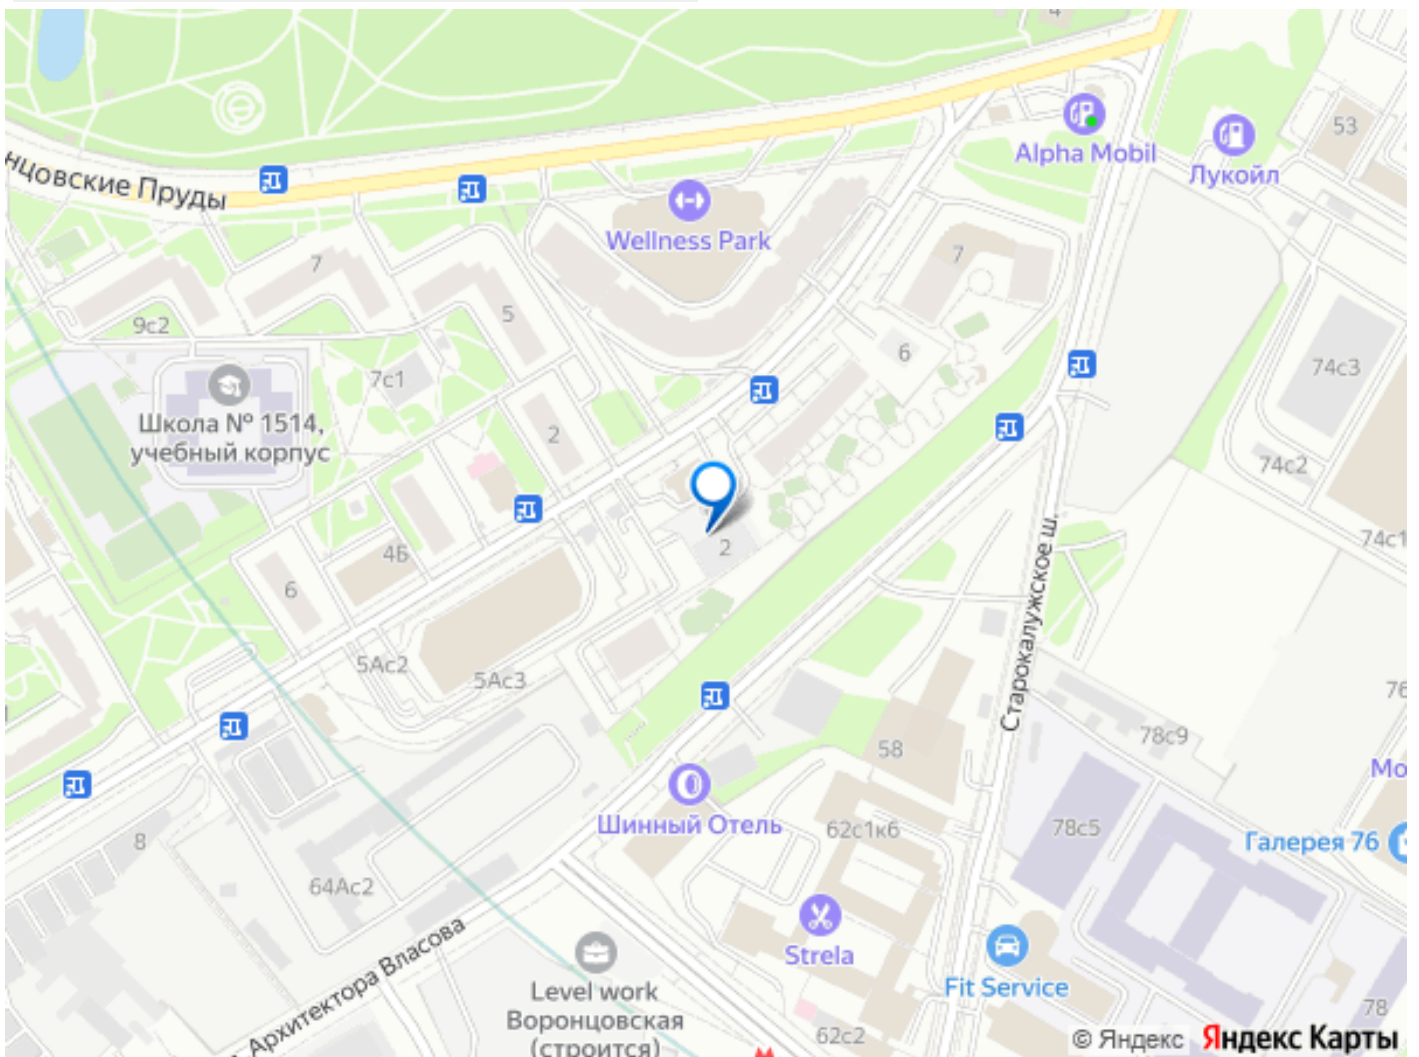 4
53
Alpha Mobil
Лукойл
нцовские Пруды
Wellness Park
7
7
9с2
5
6
7с1
74с3
Школа № 1514,
учебный корпус
2
74с2
4Б
2
74с1
6
Старокалужское ш.
5Ас2
5Ас3
76
58
78с9
Мо
Шинный Отель
62с1к6
78с5
8
Галерея 76
64Ас2
Архитектора Власова
Strela
Level work
Воронцовская
(строится)
Fit Service
78
62с2
© Яндекс Яндекс Карты